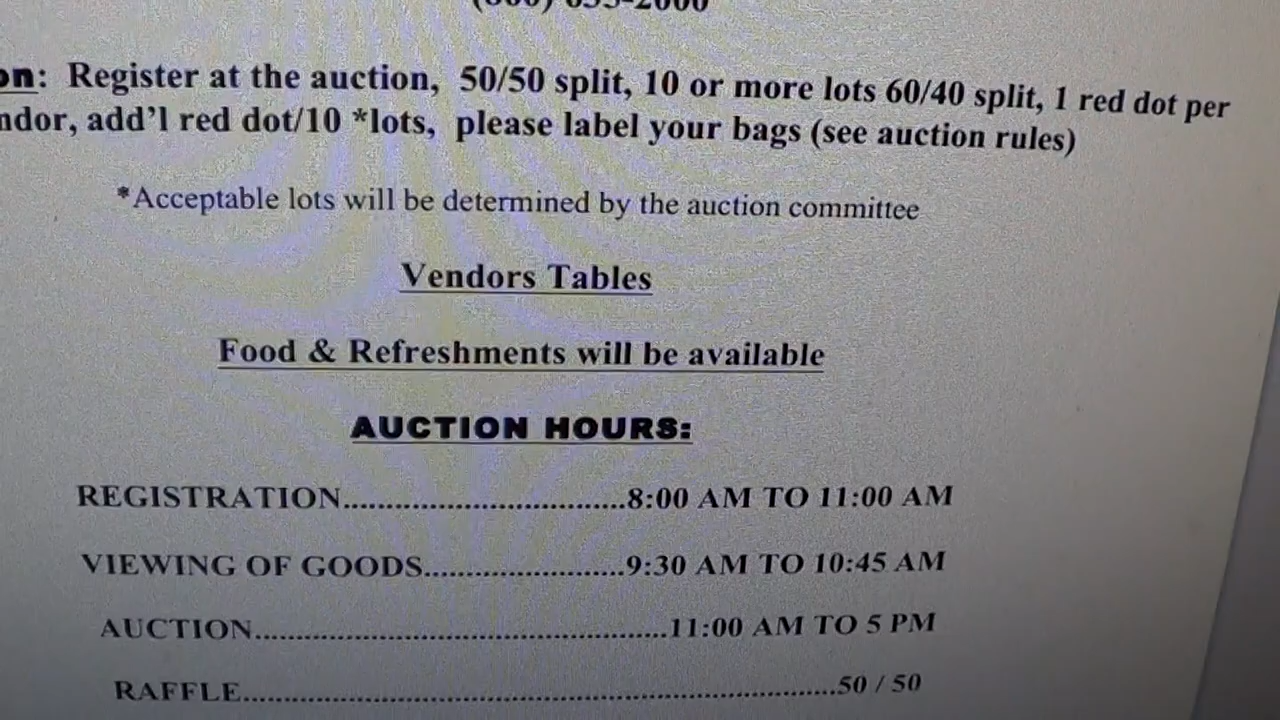 on: Register at the auction, 50/50 split, 10 or more lots 60/40 split, 1 red dot per
ndor, add'l red dot/10 *lots, please label your bags (see auction rules)
*Acceptable lots will be determined by the auction committee
Vendors Tables
Food & Refreshments will be available
AUCTION HOURS:
REGISTRATION........................................8:00 AM TO 11:00 AM
VIEWING OF GOODS.............................9:30 AM TO 10:45 AM
AUCTION...........................................................11:00 AM TO 5 PM
RAFFLE.....................................................................................50 / 50